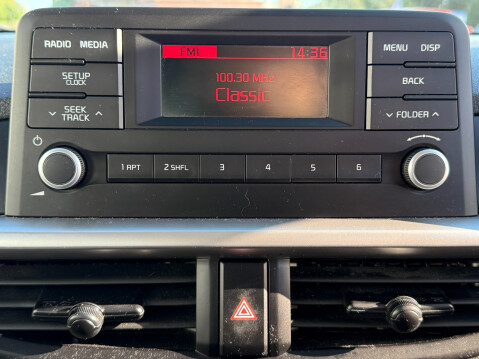 RADIO MEDIA
SETUP
CLOCK
SEEK
TRACK
FM 14:36
100.30 MHz
Classic
MENU DISP
BACK
FOLDER
1 RPT 2 SHFL 3 4 5 6